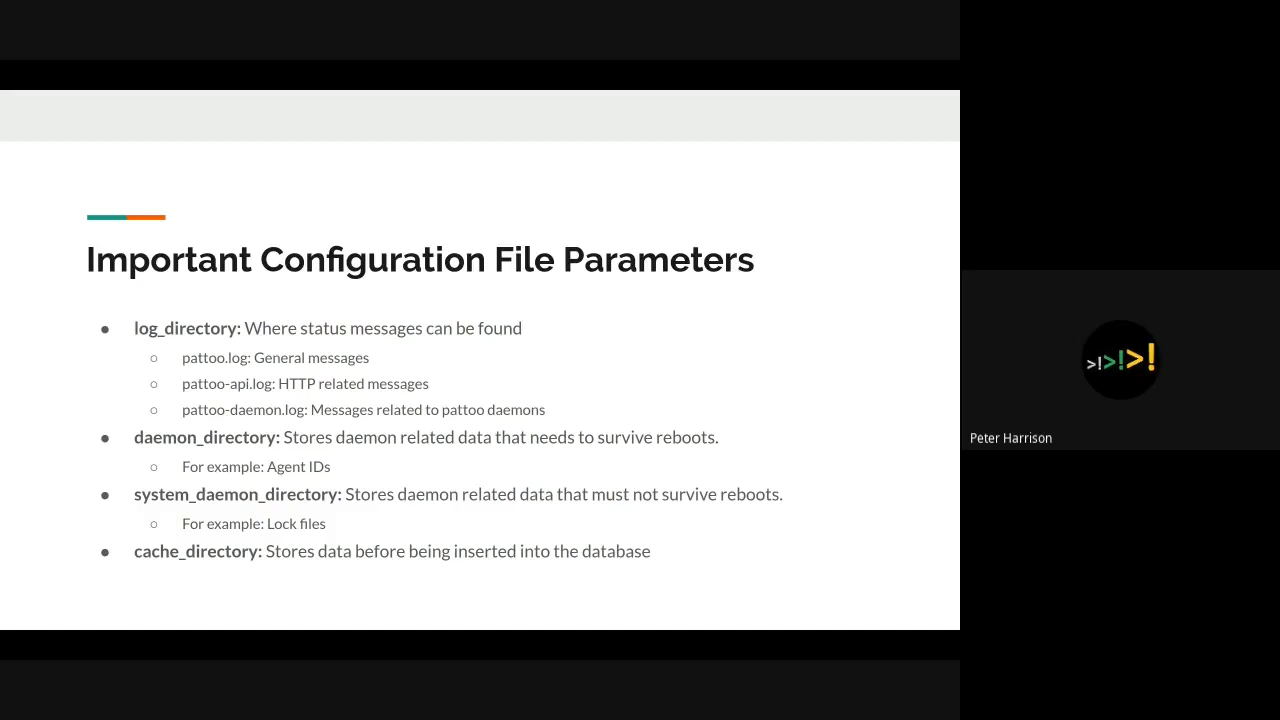 Important Configuration File Parameters
● log_directory: Where status messages can be found
○ pattoo.log: General messages
○ pattoo-api.log: HTTP related messages
○ pattoo-daemon.log: Messages related to pattoo daemons
● daemon_directory: Stores daemon related data that needs to survive reboots.
○ For example: Agent IDs
● system_daemon_directory: Stores daemon related data that must not survive reboots.
○ For example: Lock files
● cache_directory: Stores data before being inserted into the database
>!>!>!
Peter Harrison